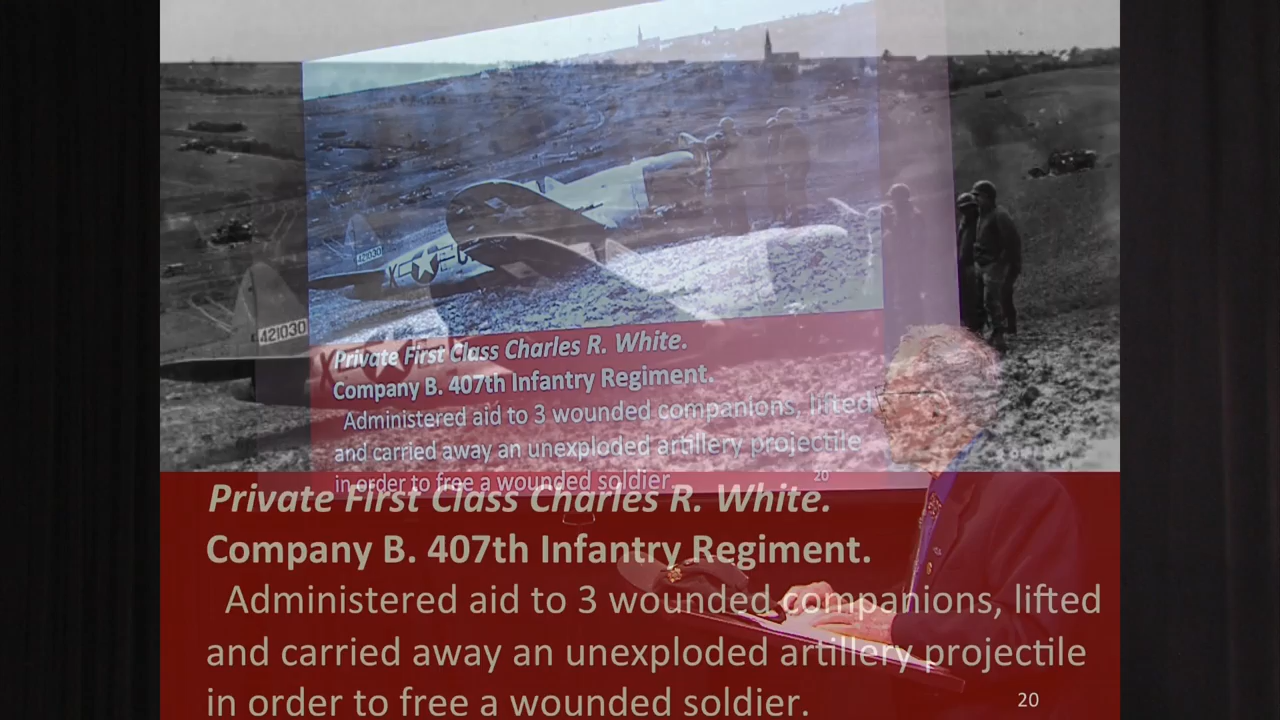 421030
X
421030
Private First Class Charles R. White.
Company B. 407th Infantry Regiment.
Administered aid to 3 wounded companions, lifted
and carried away an unexploded artillery projectile
in order to free a wounded soldier.
20
Private First Class Charles R. White.
Company B. 407th Infantry Regiment.
Administered aid to 3 wounded companions, lifted
and carried away an unexploded artillery projectile
in order to free a wounded soldier.
20